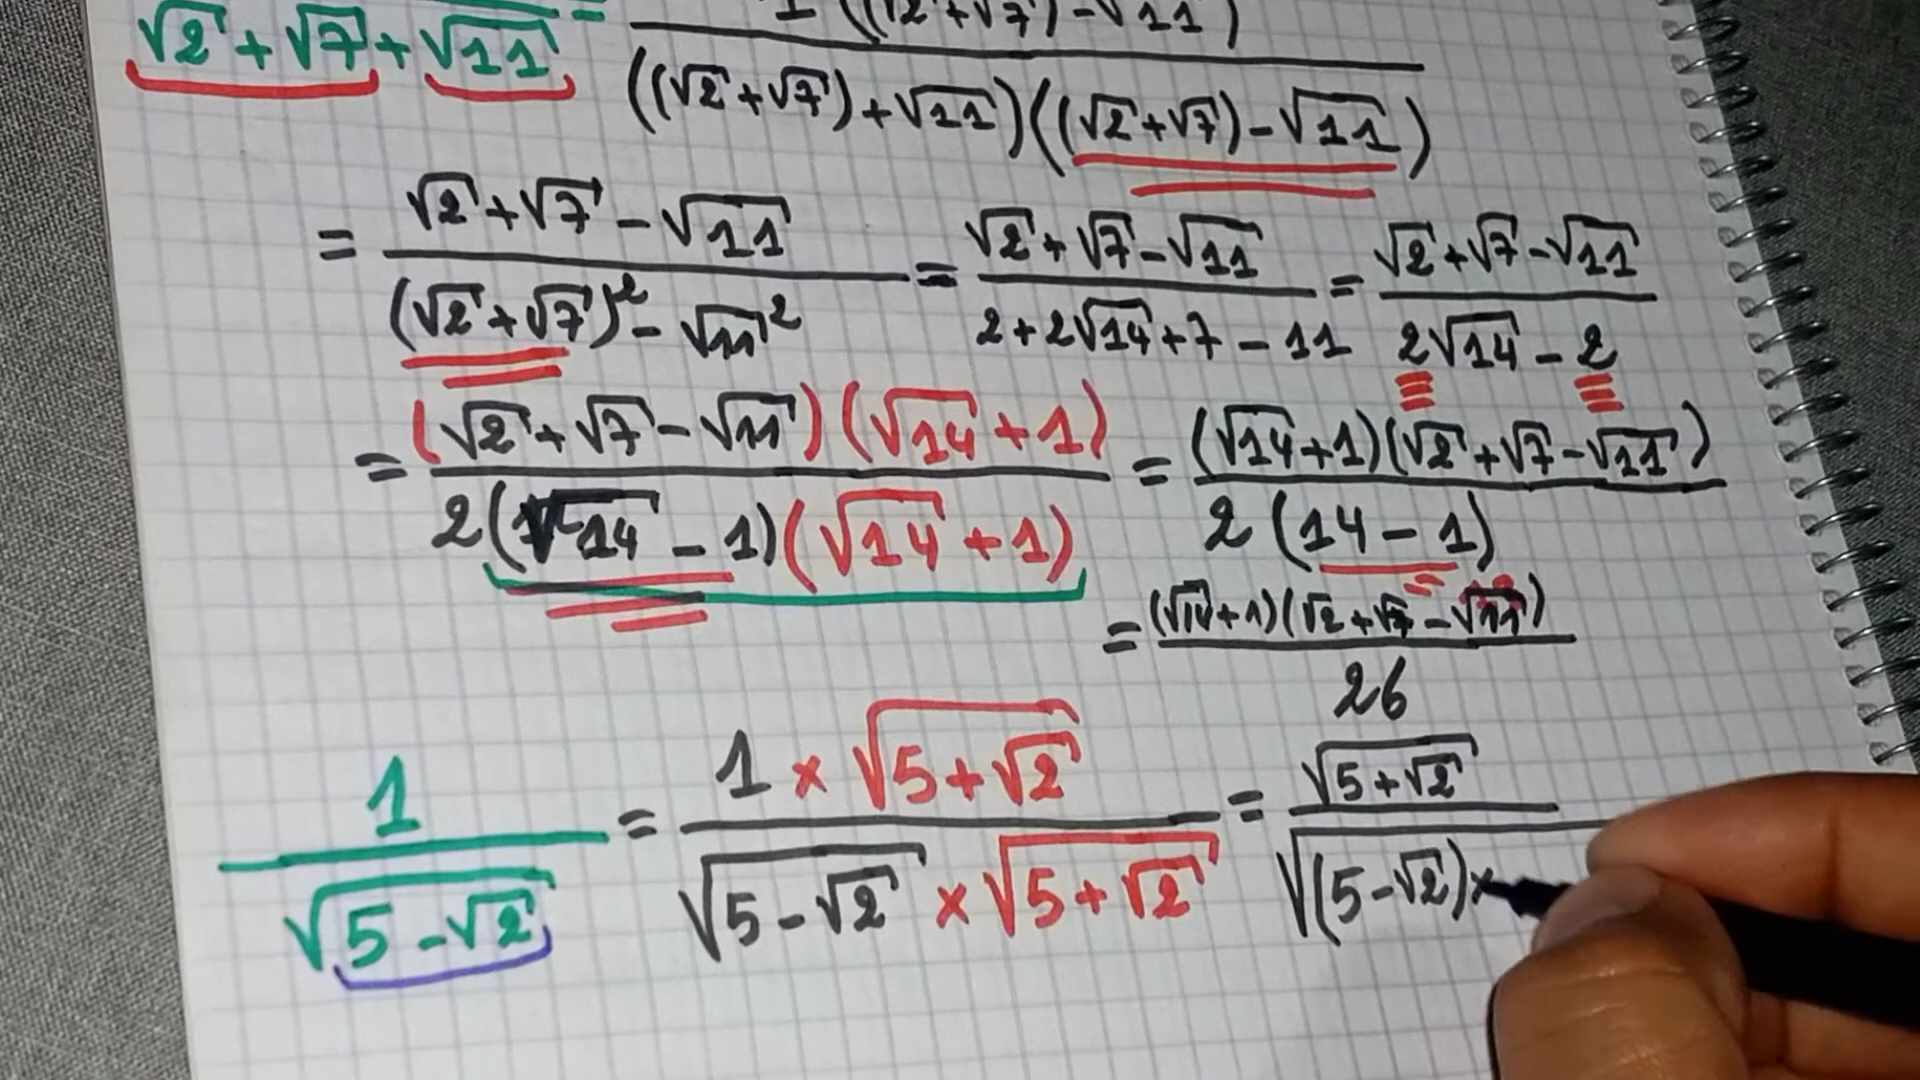 √2 + √7 + √11 = 1 ((√2 + √7) - √11) / ((√2 + √7) + √11)((√2 + √7) - √11)
= √2 + √7 - √11 / (√2 + √7)² - √11² = √2 + √7 - √11 / 2 + 2√14 + 7 - 11 = √2 + √7 - √11 / 2√14 - 2
= (√2 + √7 - √11)(√14 + 1) / 2(√14 - 1)(√14 + 1) = (√14 + 1)(√2 + √7 - √11) / 2(14 - 1)
= (√14 + 1)(√2 + √7 - √11) / 26
1 / √(5 - √2) = 1 × √(5 + √2) / √(5 - √2) × √(5 + √2) = √(5 + √2) / √((5 - √2)×